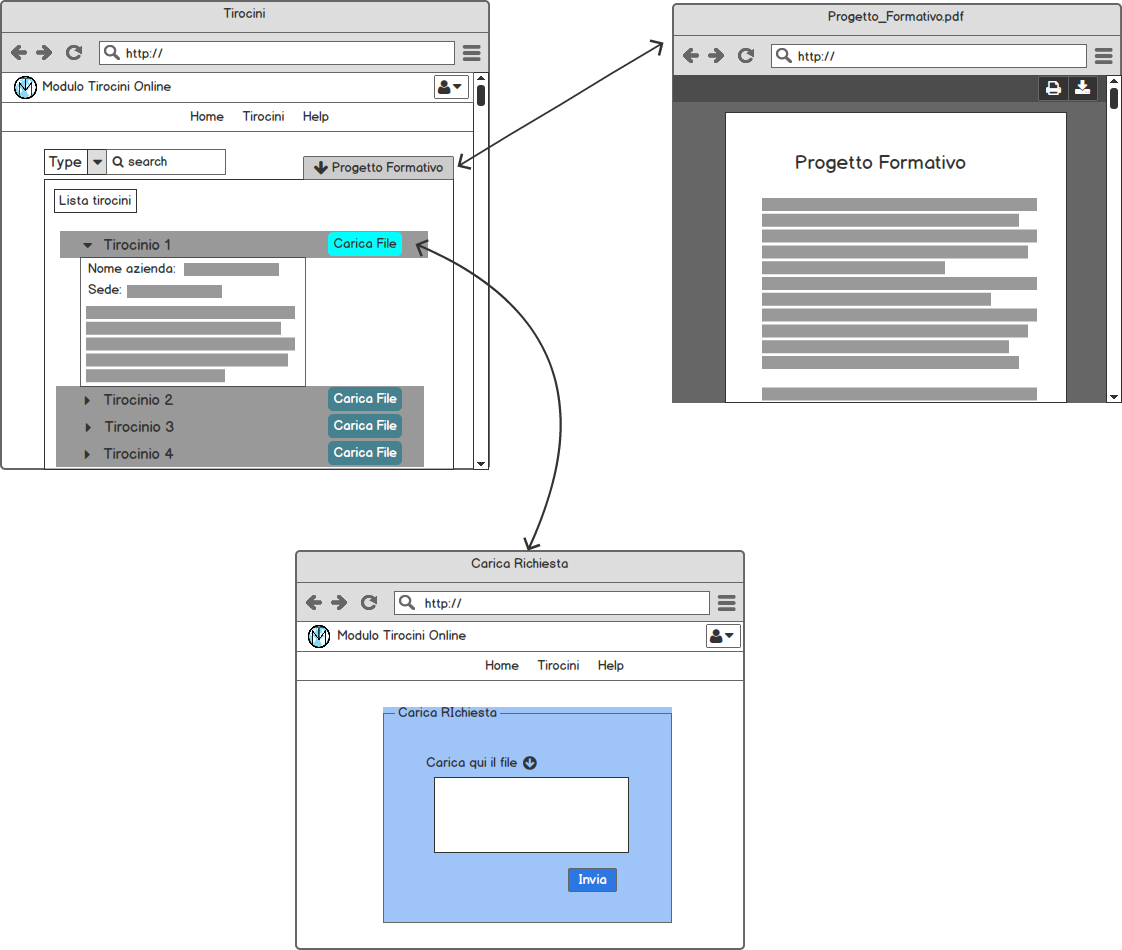 Tirocini
http://
Modulo Tirocini Online
Home Tirocini Help
Type search
Progetto Formativo
Lista tirocini
Tirocinio 1 Carica File
Nome azienda:
Sede:
Tirocinio 2 Carica File
Tirocinio 3 Carica File
Tirocinio 4 Carica File
Progetto_Formativo.pdf
http://
Progetto Formativo
Carica Richiesta
http://
Modulo Tirocini Online
Home Tirocini Help
Carica RIchiesta
Carica qui il file
Invia